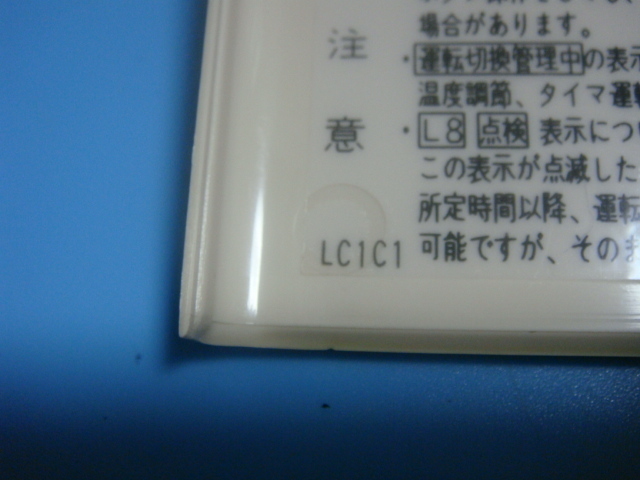 場合があります。
注意
・運転切換管理中の表示
温度調節、タイマ運転
・L8 点検 表示につい
この表示が点滅した
所定時間以降、運転
可能ですが、そのま
LC1C1